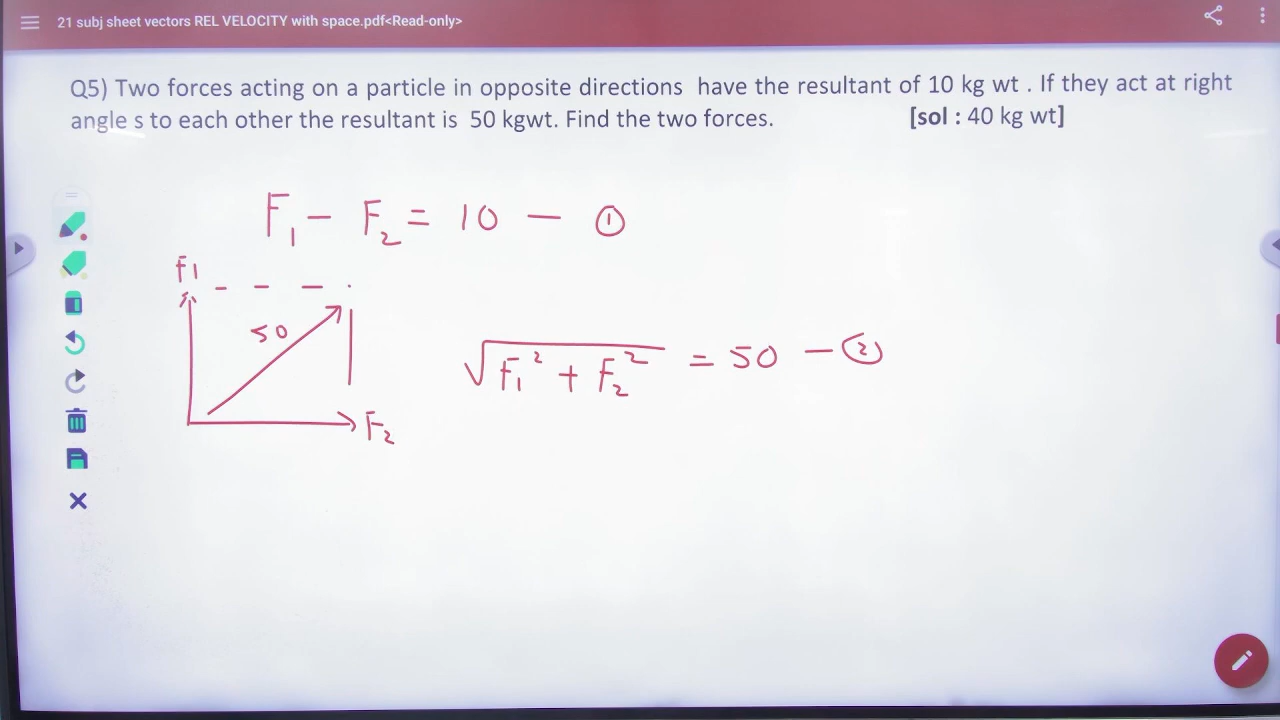 21 subj sheet vectors REL VELOCITY with space.pdf<Read-only>
Q5) Two forces acting on a particle in opposite directions have the resultant of 10 kg wt . If they act at right
angle s to each other the resultant is 50 kgwt. Find the two forces. [sol : 40 kg wt]
F₁ - F₂ = 10 - ①
F1
50
√F₁² + F₂² = 50 - ②
F₂